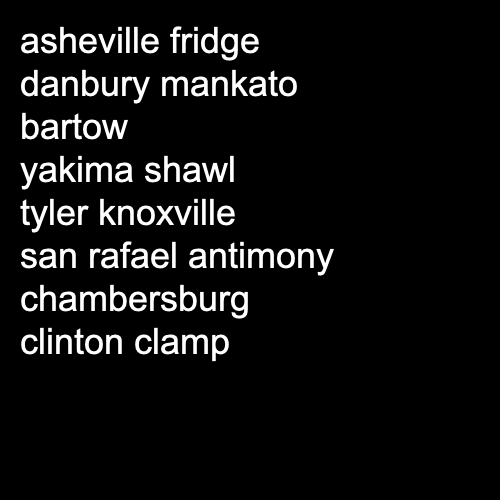 asheville fridge
danbury mankato
bartow
yakima shawl
tyler knoxville
san rafael antimony
chambersburg
clinton clamp